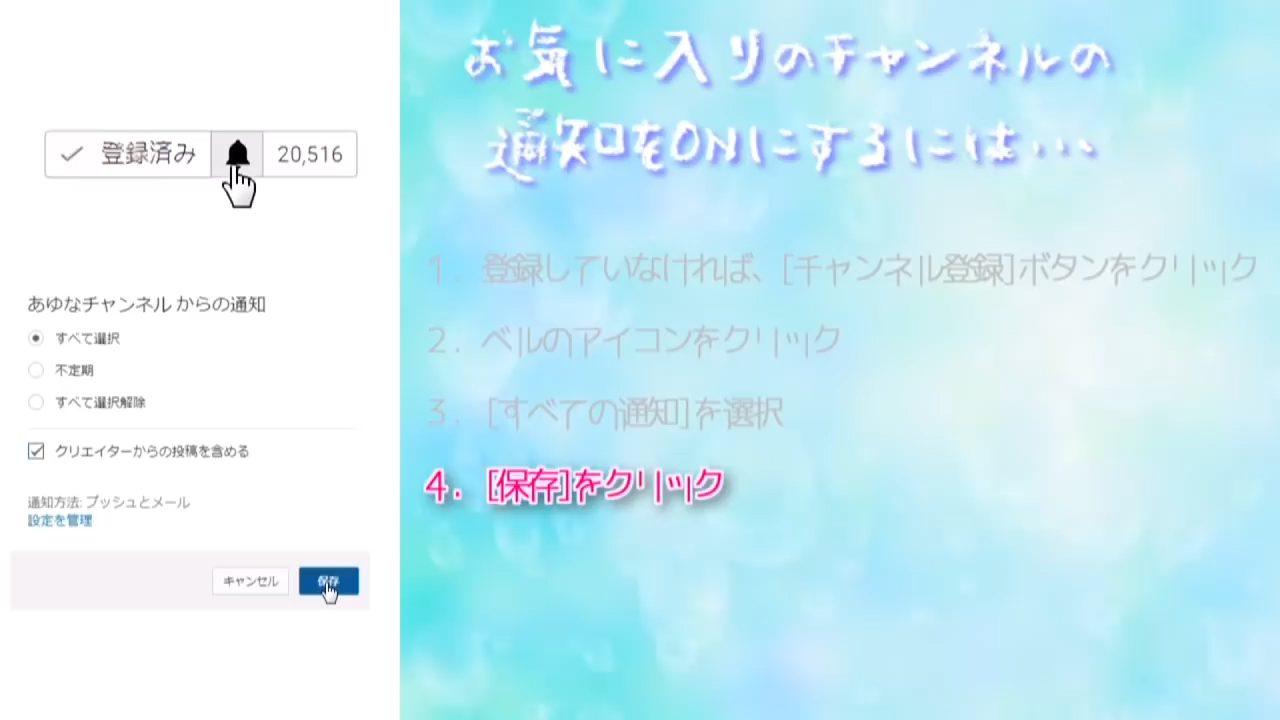 登録済み 20,516
あゆなチャンネル からの通知
すべて選択
不定期
すべて選択解除
クリエイターからの投稿を含める
通知方法: プッシュとメール
設定を管理
キャンセル 保存
お気に入りのチャンネルの
通知をONにするには・・・
1. 登録していなければ、[チャンネル登録]ボタンをクリック
2. ベルのアイコンをクリック
3. [すべての通知]を選択
4. [保存]をクリック